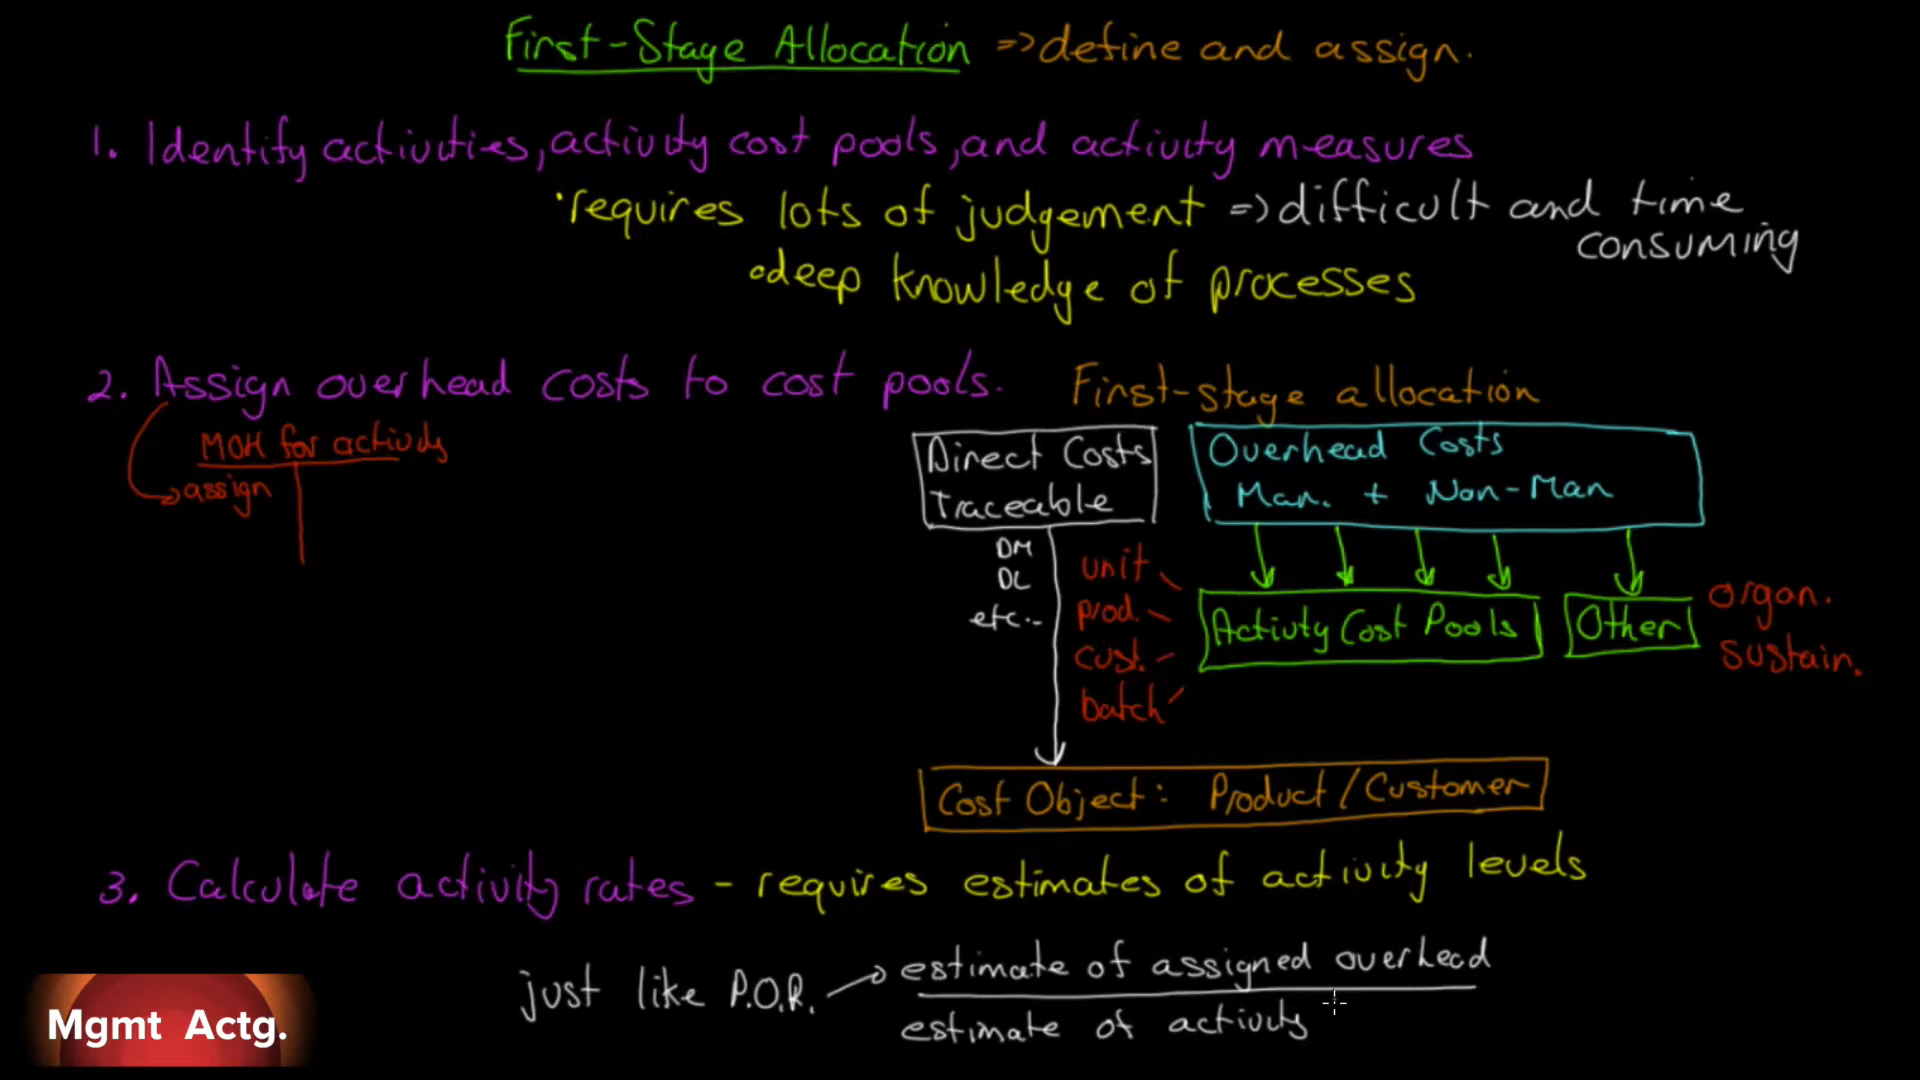 First-Stage Allocation => define and assign.
1. Identify activities, activity cost pools, and activity measures
• requires lots of judgement => difficult and time
consuming
• deep knowledge of processes
2. Assign overhead costs to cost pools.
MOH for activity
assign
First-stage allocation
Direct Costs
Traceable
Overhead Costs
Man. + Non-Man
DM
DL
etc..
unit
prod.
cust.
batch
Activity Cost Pools
Other
organ.
sustain.
Cost Object: Product/Customer
3. Calculate activity rates - requires estimates of activity levels
just like P.O.R.
estimate of assigned overhead
estimate of activity
Mgmt Actg.